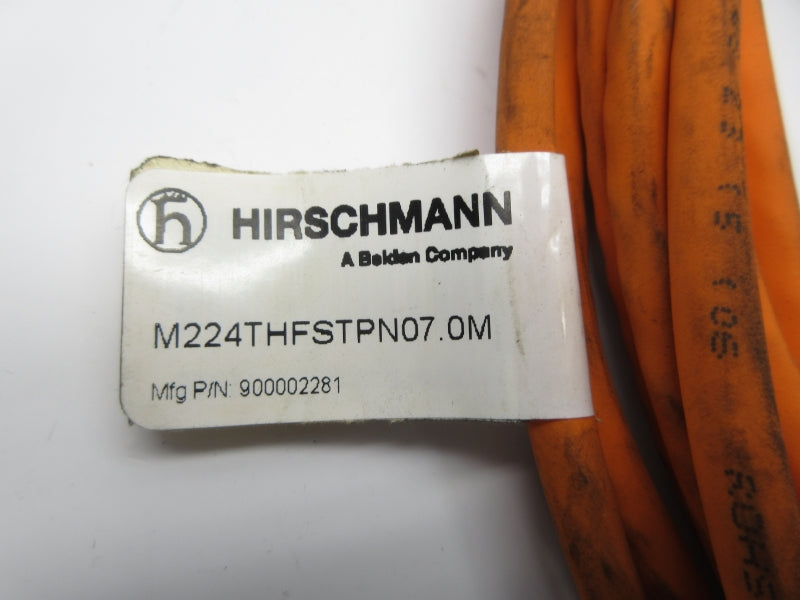 HIRSCHMANN
A Belden Company
M224THFSTPN07.0M
Mfg P/N: 900002281